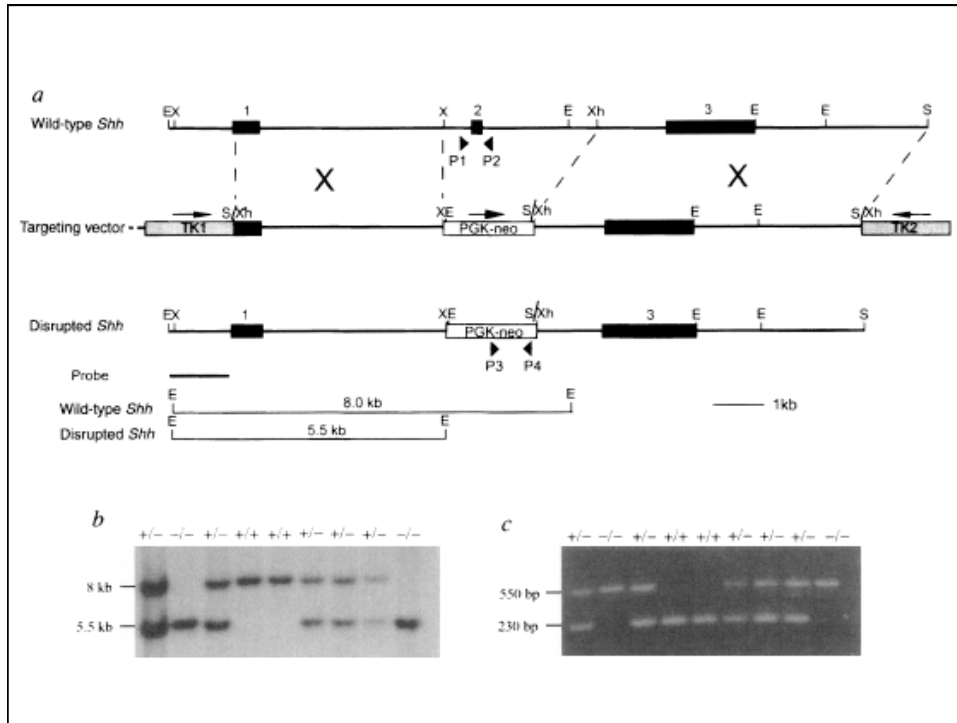 a
EX 1 X 2 E Xh 3 E E S
Wild-type Shh
P1 P2
X X
S/Xh XE S/Xh E E S/Xh
Targeting vector TK1 PGK-neo TK2
EX 1 XE S/Xh 3 E E S
Disrupted Shh PGK-neo
P3 P4
Probe
E E
Wild-type Shh 8.0 kb 1kb
E E
Disrupted Shh 5.5 kb
b
+/− −/− +/− +/+ +/+ +/− +/− +/− −/−
8 kb
5.5 kb
c
+/− −/− +/− +/+ +/+ +/− +/− +/− −/−
550 bp
230 bp